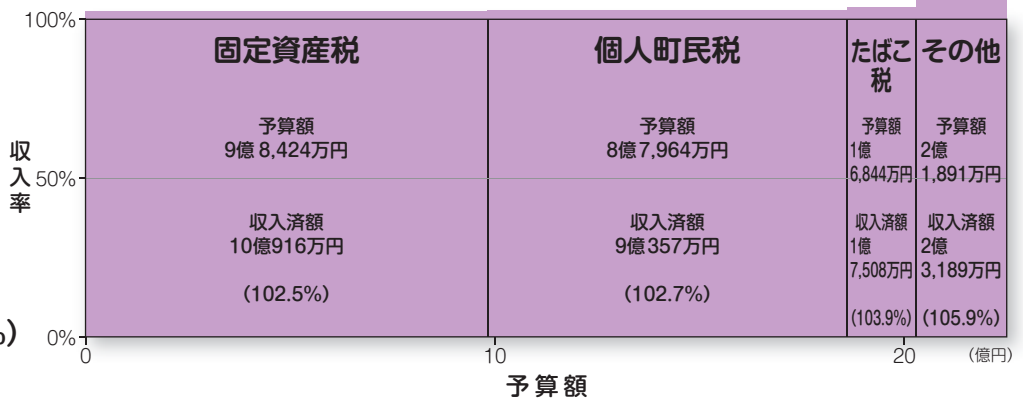 100%
50%
0%
収入率
%)
固定資産税
予算額
9億8,424万円
収入済額
10億916万円
(102.5%)
個人町民税
予算額
8億7,964万円
収入済額
9億357万円
(102.7%)
たばこ
税
予算額
1億
6,844万円
収入済額
1億
7,508万円
(103.9%)
その他
予算額
2億
1,891万円
収入済額
2億
3,189万円
(105.9%)
0
10
20
(億円)
予算額